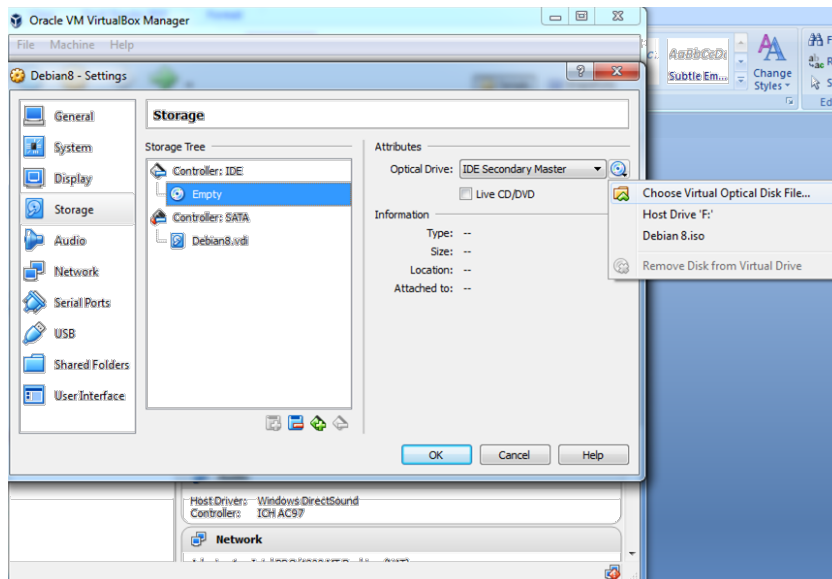 Oracle VM VirtualBox Manager
File Machine Help
Debian8 - Settings
?
General
System
Display
Storage
Audio
Network
Serial Ports
USB
Shared Folders
User Interface
Storage
Storage Tree
Controller: IDE
Empty
Controller: SATA
Debian8.vdi
Attributes
Optical Drive: IDE Secondary Master
Live CD/DVD
Information
Type: --
Size: --
Location: --
Attached to: --
Choose Virtual Optical Disk File...
Host Drive 'F:'
Debian 8.iso
Remove Disk from Virtual Drive
OK Cancel Help
Host Driver: Windows DirectSound
Controller: ICH AC97
Network
AaBbCcDc
Subtle Em...
Change
Styles